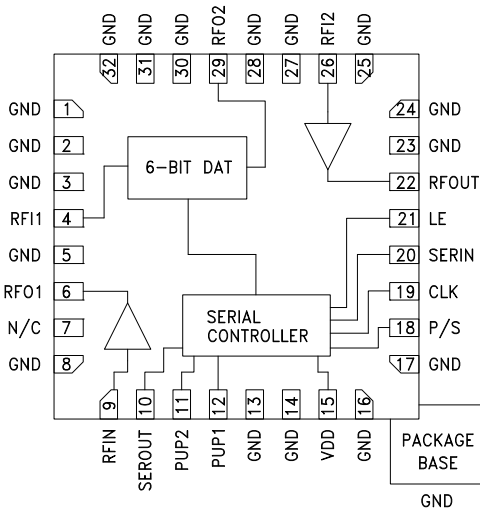 GND
GND
GND
RFO2
GND
GND
RFI2
GND
32
31
30
29
28
27
26
25
GND 1
GND 2
GND 3
RFI1 4
GND 5
RFO1 6
N/C 7
GND 8
24 GND
23 GND
22 RFOUT
21 LE
20 SERIN
19 CLK
18 P/S
17 GND
6-BIT DAT
SERIAL
CONTROLLER
9
10
11
12
13
14
15
16
RFIN
SEROUT
PUP2
PUP1
GND
GND
VDD
GND
PACKAGE
BASE
GND